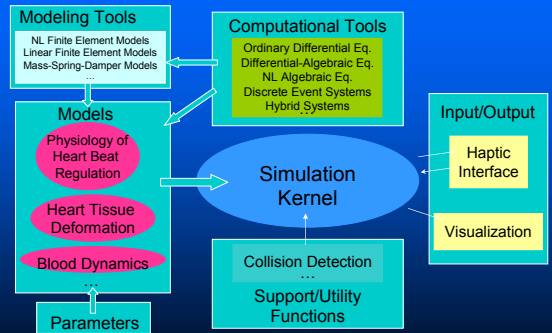 Modeling Tools
NL Finite Element Models
Linear Finite Element Models
Mass-Spring-Damper Models
...
Computational Tools
Ordinary Differential Eq.
Differential-Algebraic Eq.
NL Algebraic Eq.
Discrete Event Systems
Hybrid Systems
...
Models
Physiology of
Heart Beat
Regulation
Heart Tissue
Deformation
Blood Dynamics
...
Parameters
Simulation
Kernel
Collision Detection
...
Support/Utility
Functions
Input/Output
Haptic
Interface
Visualization